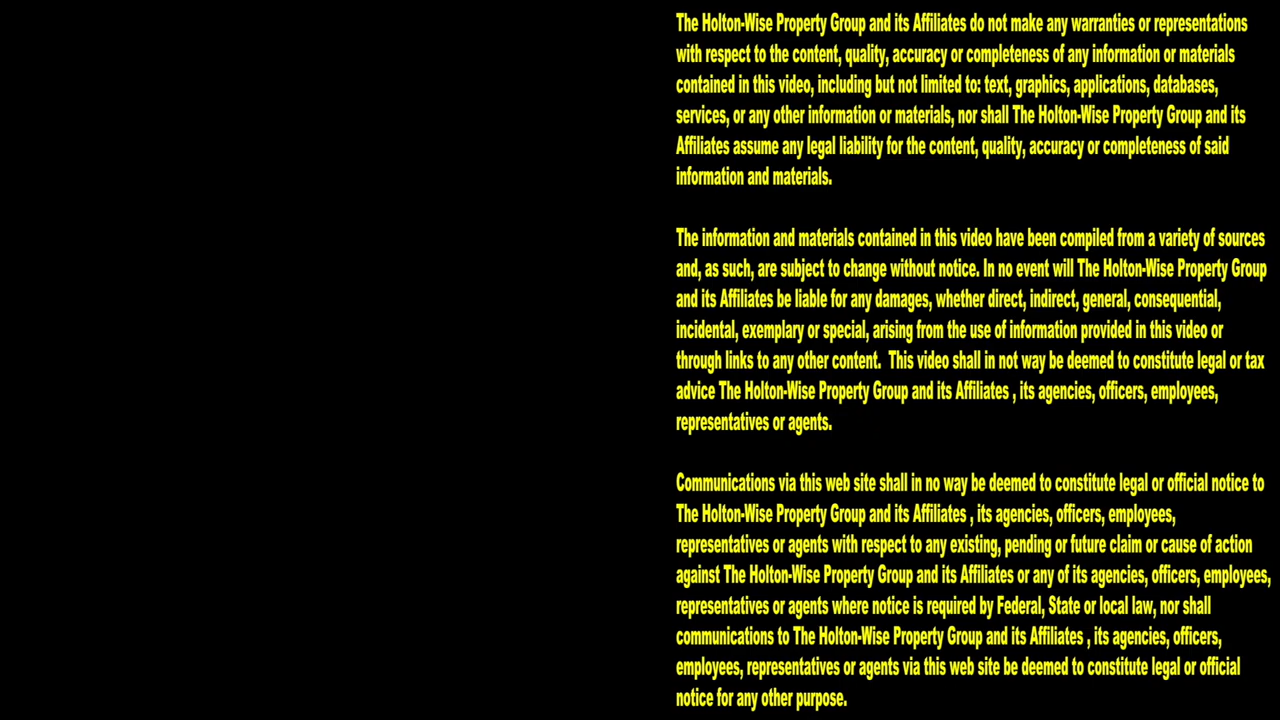 The Holton-Wise Property Group and its Affiliates do not make any warranties or representations
with respect to the content, quality, accuracy or completeness of any information or materials
contained in this video, including but not limited to: text, graphics, applications, databases,
services, or any other information or materials, nor shall The Holton-Wise Property Group and its
Affiliates assume any legal liability for the content, quality, accuracy or completeness of said
information and materials.
The information and materials contained in this video have been compiled from a variety of sources
and, as such, are subject to change without notice. In no event will The Holton-Wise Property Group
and its Affiliates be liable for any damages, whether direct, indirect, general, consequential,
incidental, exemplary or special, arising from the use of information provided in this video or
through links to any other content.  This video shall in not way be deemed to constitute legal or tax
advice The Holton-Wise Property Group and its Affiliates , its agencies, officers, employees,
representatives or agents.
Communications via this web site shall in no way be deemed to constitute legal or official notice to
The Holton-Wise Property Group and its Affiliates , its agencies, officers, employees,
representatives or agents with respect to any existing, pending or future claim or cause of action
against The Holton-Wise Property Group and its Affiliates or any of its agencies, officers, employees,
representatives or agents where notice is required by Federal, State or local law, nor shall
communications to The Holton-Wise Property Group and its Affiliates , its agencies, officers,
employees, representatives or agents via this web site be deemed to constitute legal or official
notice for any other purpose.